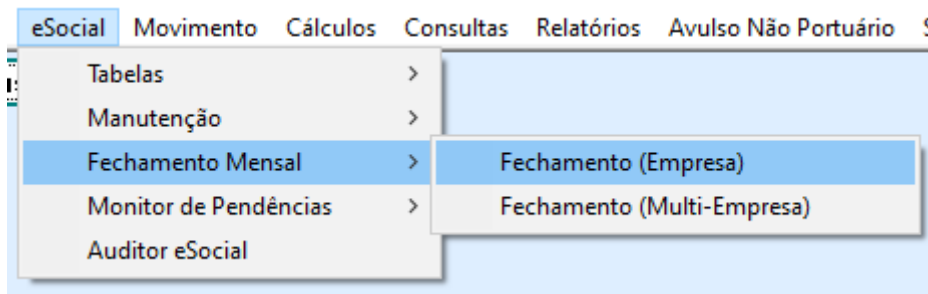 eSocial Movimento Cálculos Consultas Relatórios Avulso Não Portuário
Tabelas >
Manutenção >
Fechamento Mensal > Fechamento (Empresa)
Monitor de Pendências > Fechamento (Multi-Empresa)
Auditor eSocial